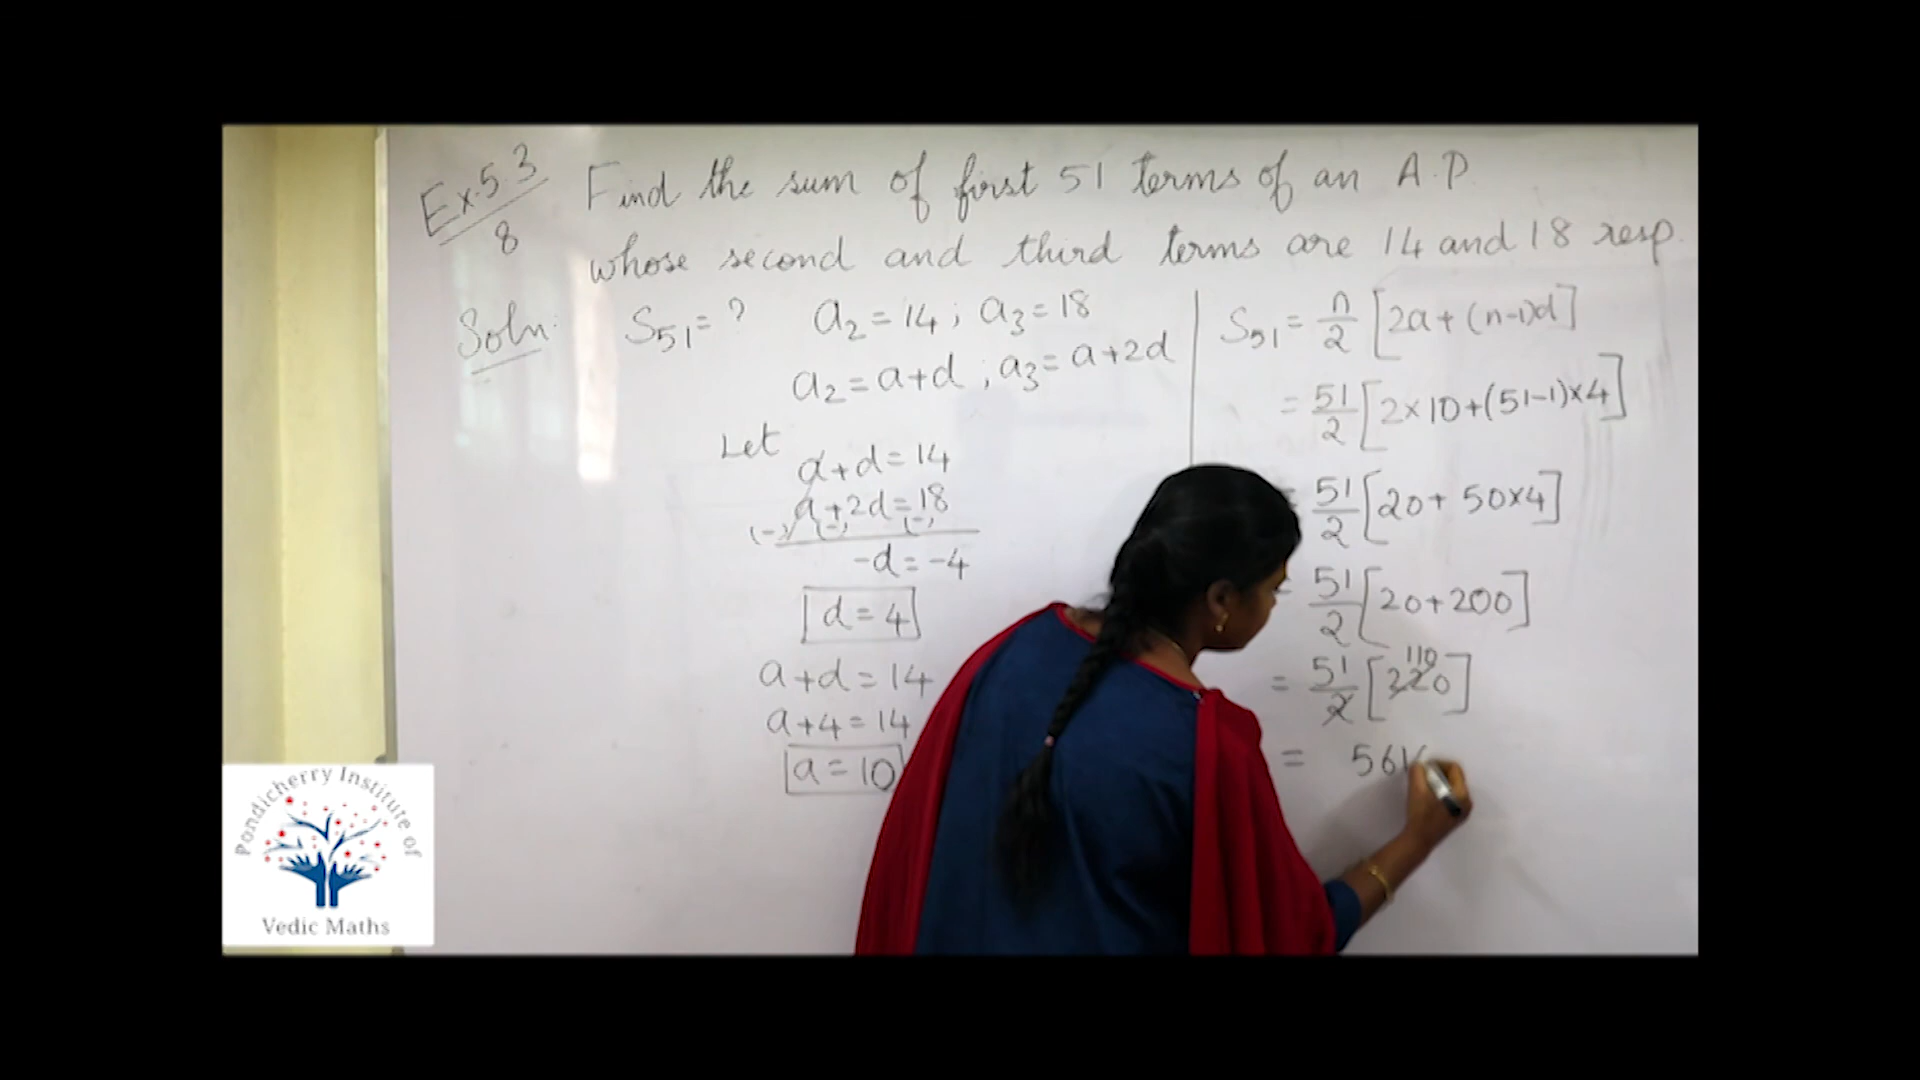 Ex.5.3
8
Find the sum of first 51 terms of an A.P
whose second and third terms are 14 and 18 resp.
Soln:
S51 = ? a2 = 14 ; a3 = 18
a2 = a+d ; a3 = a+2d
Let
a+d = 14
a+2d = 18
(-) (-) (-)
-d = -4
d = 4
a+d = 14
a+4 = 14
a = 10
S51 = n/2 [2a + (n-1)d]
= 51/2 [2×10+(51-1)×4]
= 51/2 [20+ 50×4]
51/2 [20+200]
110
= 51/2 [220]
= 561
Pondicherry Institute of
Vedic Maths